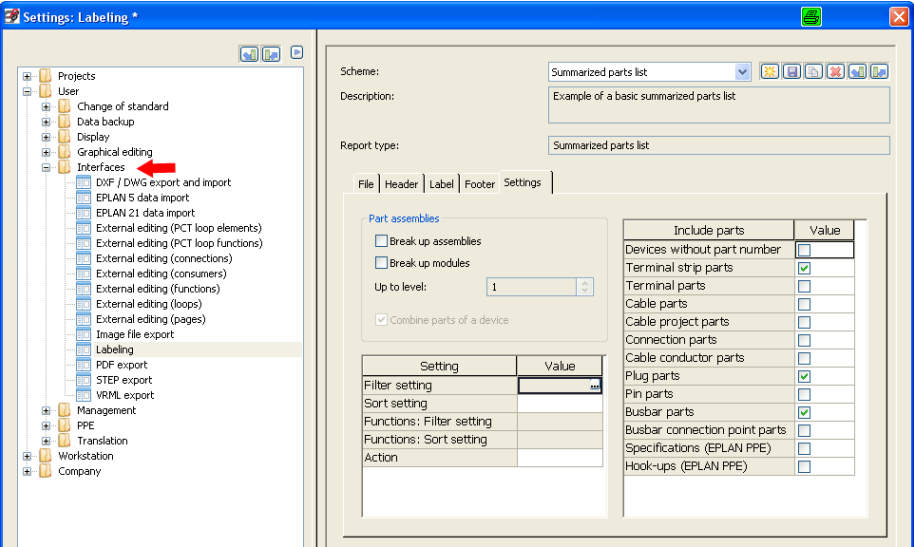 Settings: Labeling *
Projects
User
Change of standard
Data backup
Display
Graphical editing
Interfaces
DXF / DWG export and import
EPLAN 5 data import
EPLAN 21 data import
External editing (PCT loop elements)
External editing (PCT loop functions)
External editing (connections)
External editing (consumers)
External editing (functions)
External editing (loops)
External editing (pages)
Image file export
Labeling
PDF export
STEP export
VRML export
Management
PPE
Translation
Workstation
Company
Scheme: Summarized parts list
Description: Example of a basic summarized parts list
Report type: Summarized parts list
File Header Label Footer Settings
Part assemblies
Break up assemblies
Break up modules
Up to level: 1
Combine parts of a device
Setting Value
Filter setting ...
Sort setting
Functions: Filter setting
Functions: Sort setting
Action
Include parts Value
Devices without part number
Terminal strip parts
Terminal parts
Cable parts
Cable project parts
Connection parts
Cable conductor parts
Plug parts
Pin parts
Busbar parts
Busbar connection point parts
Specifications (EPLAN PPE)
Hook-ups (EPLAN PPE)